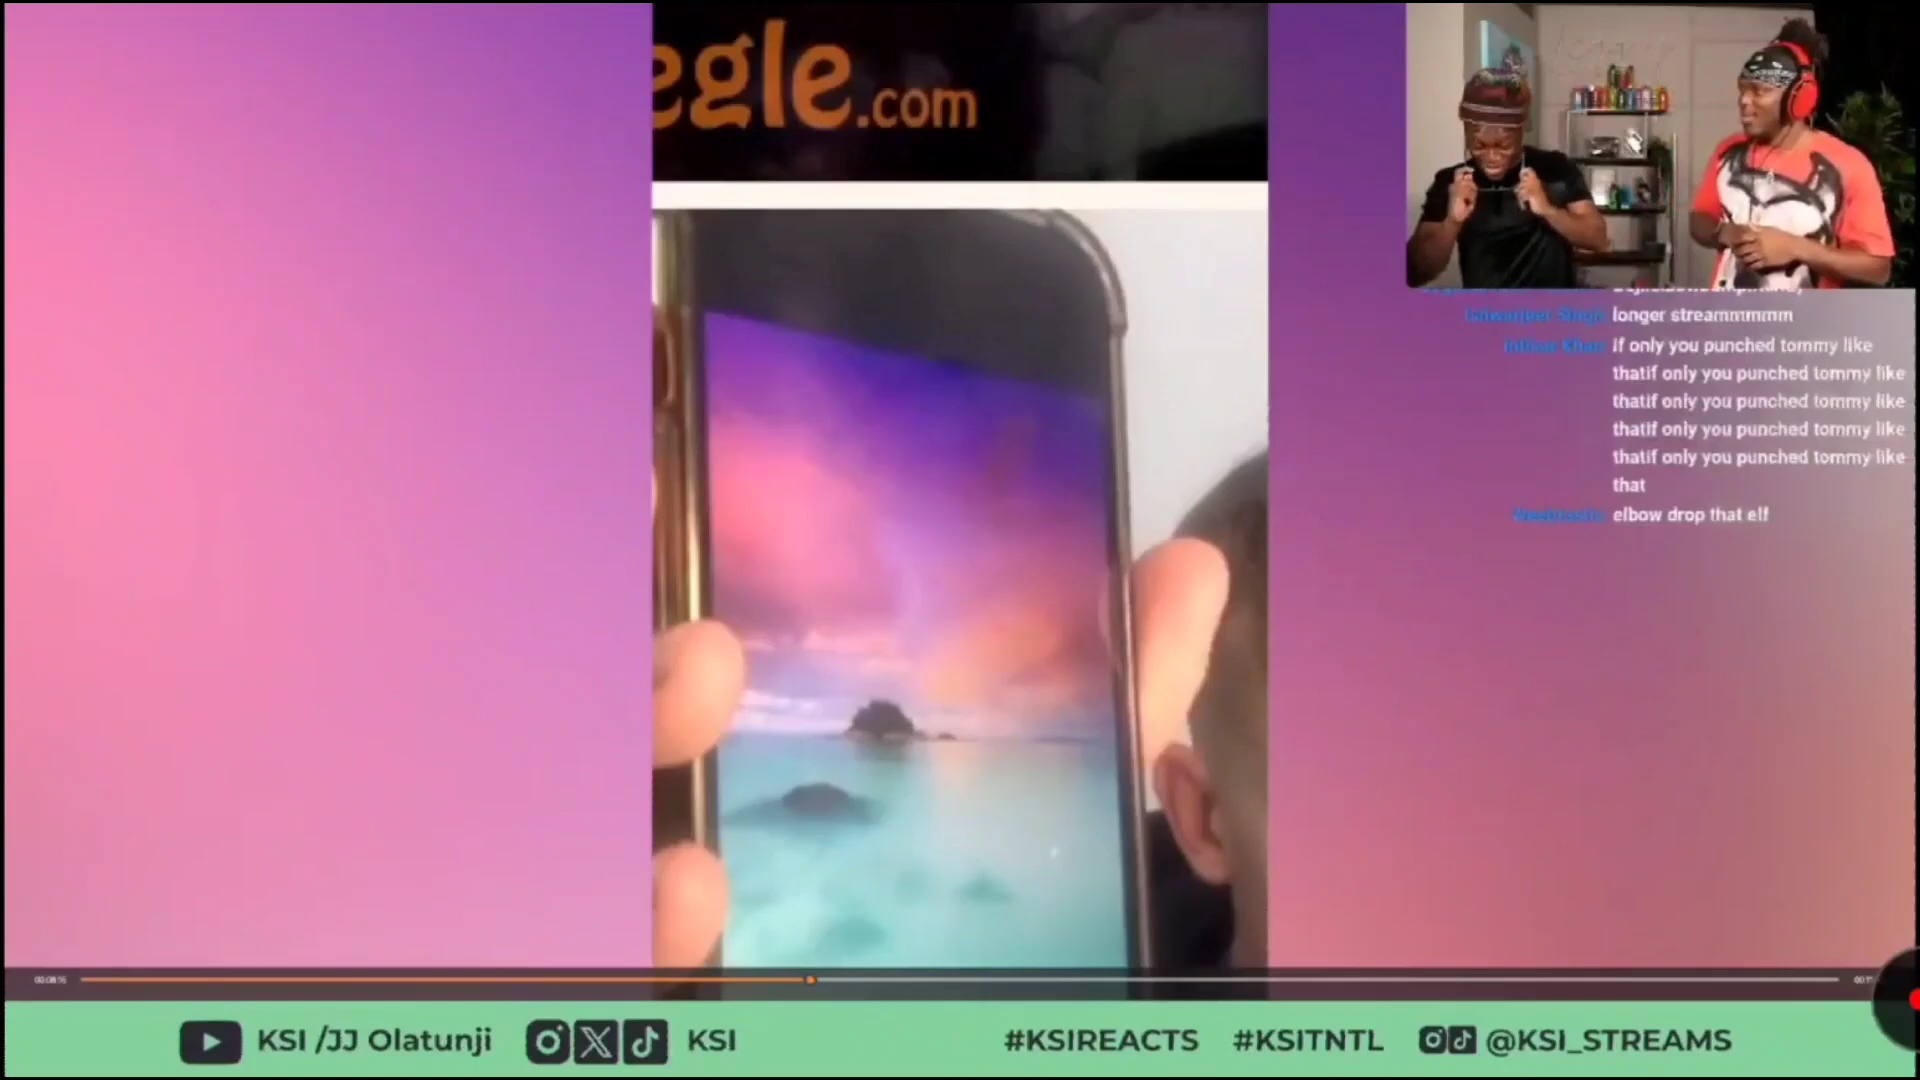 egle.com
longer streammmmm
if only you punched tommy like
thatif only you punched tommy like
thatif only you punched tommy like
thatif only you punched tommy like
thatif only you punched tommy like
that
elbow drop that elf
KSI /JJ Olatunji
KSI
#KSIREACTS
#KSITNTL
@KSI_STREAMS